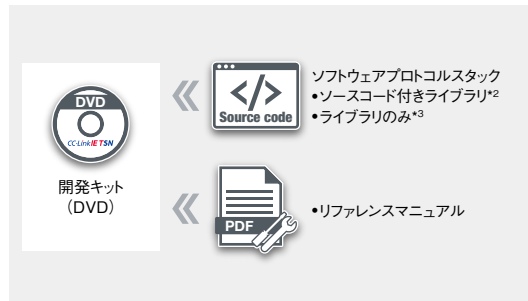 DVD
CC-Link IE TSN
開発キット
（DVD）
</>
Source code
ソフトウェアプロトコルスタック
•ソースコード付きライブラリ*2
•ライブラリのみ*3
PDF
•リファレンスマニュアル